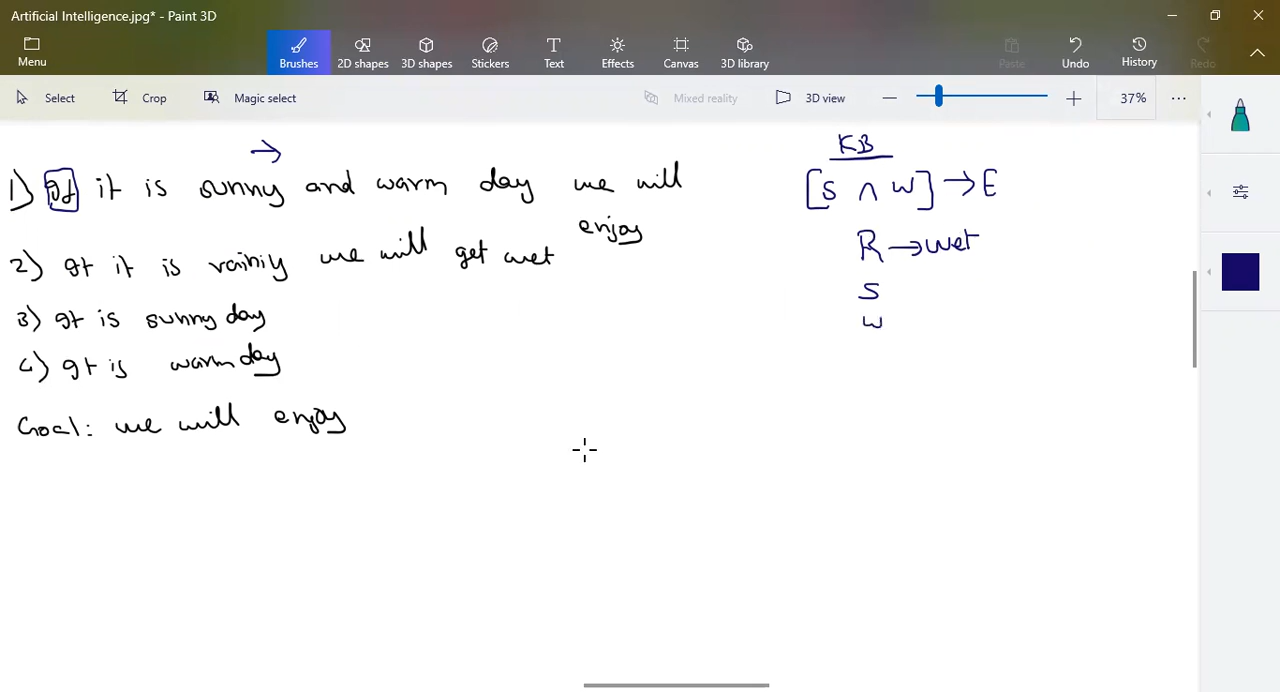 Artificial Intelligence.jpg* - Paint 3D
Menu
Brushes
2D shapes
3D shapes
Stickers
Text
Effects
Canvas
3D library
Paste
Undo
History
Redo
Select
Crop
Magic select
Mixed reality
3D view
37%
1) If it is sunny and warm day we will
enjoy
2) If it is rainiy we will get wet
3) It is sunny day
4) It is warm day
Goal: we will enjoy
KB
[S ∧ W] → E
R → wet
S
W